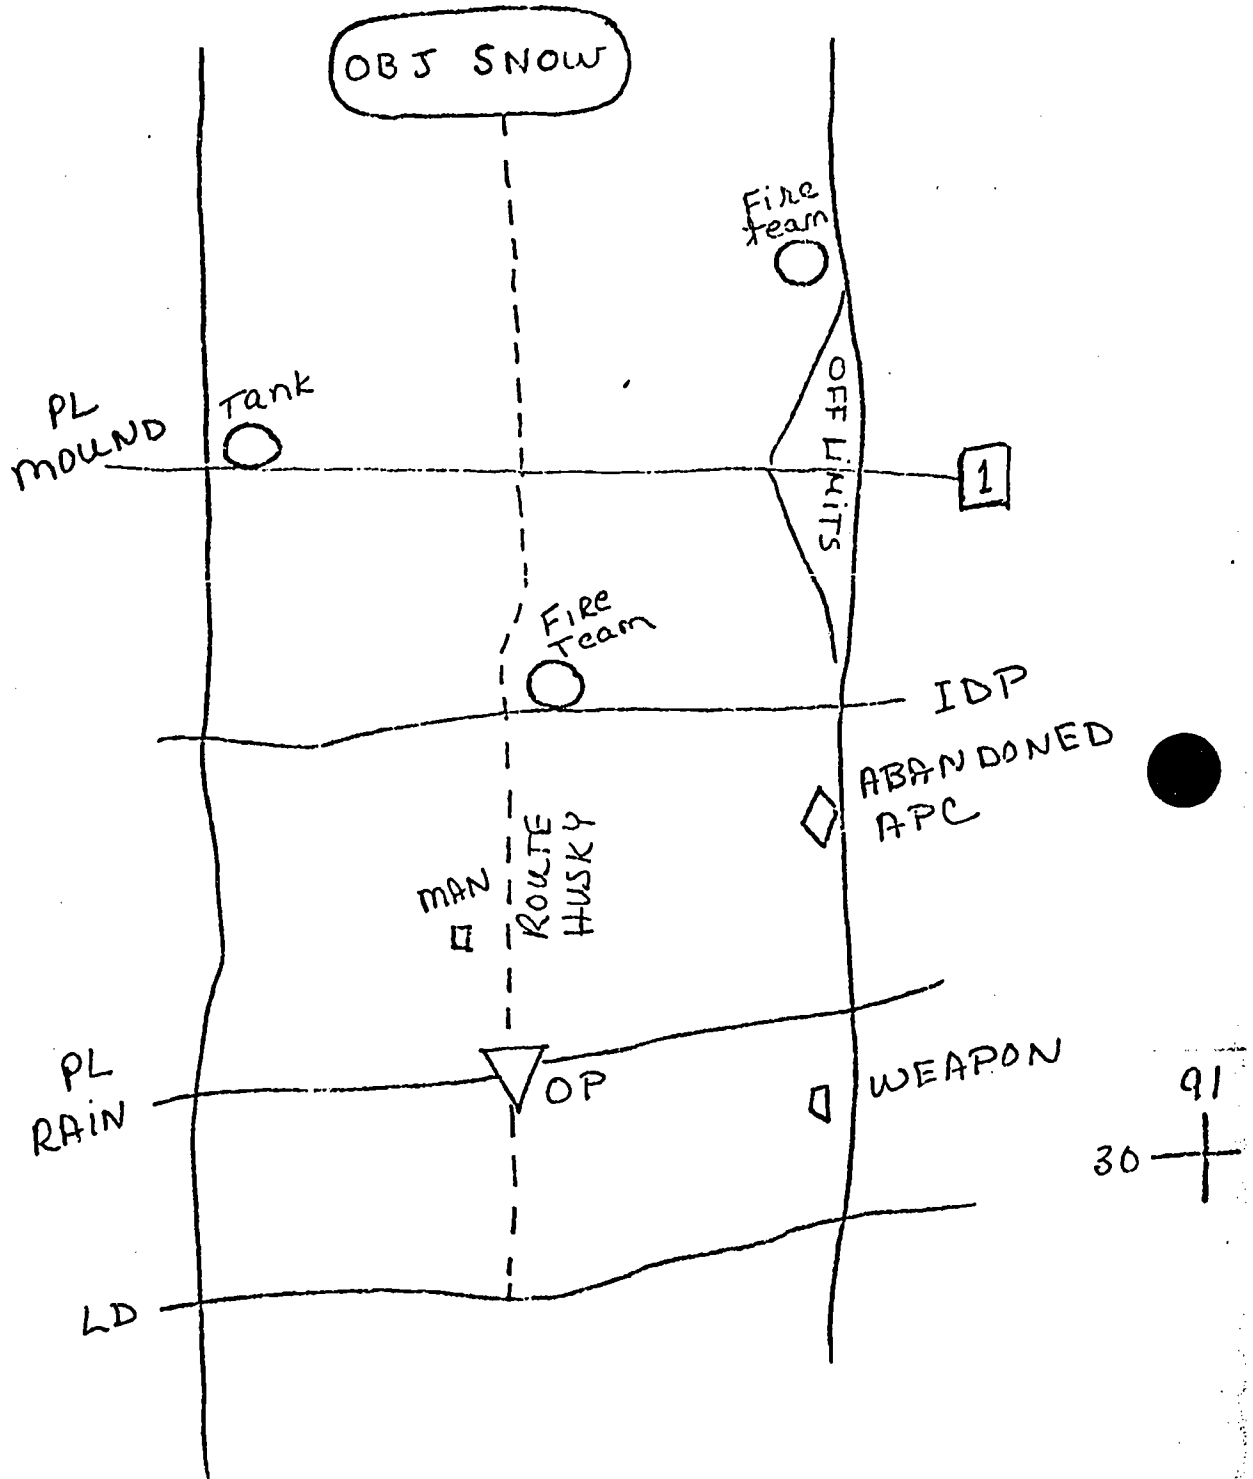 OBJ SNOW
Fire
team
Tank
PL
MOUND
OFF LIMITS
1
FIRE
Team
IDP
ABANDONED
APC
ROUTE
HUSKY
MAN
PL
RAIN
OP
WEAPON
91
30
LD